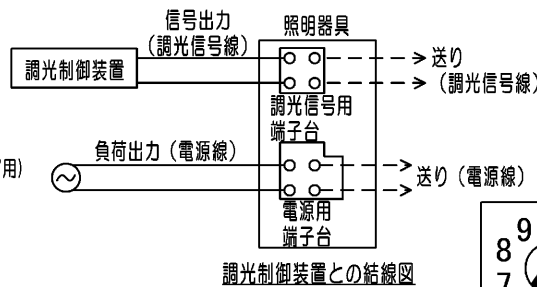 信号出力
（調光信号線）
照明器具
調光制御装置
送り
（調光信号線）
調光信号用
端子台
用）
負荷出力（電源線）
送り（電源線）
電源用
端子台
調光制御装置との結線図
9
8
7